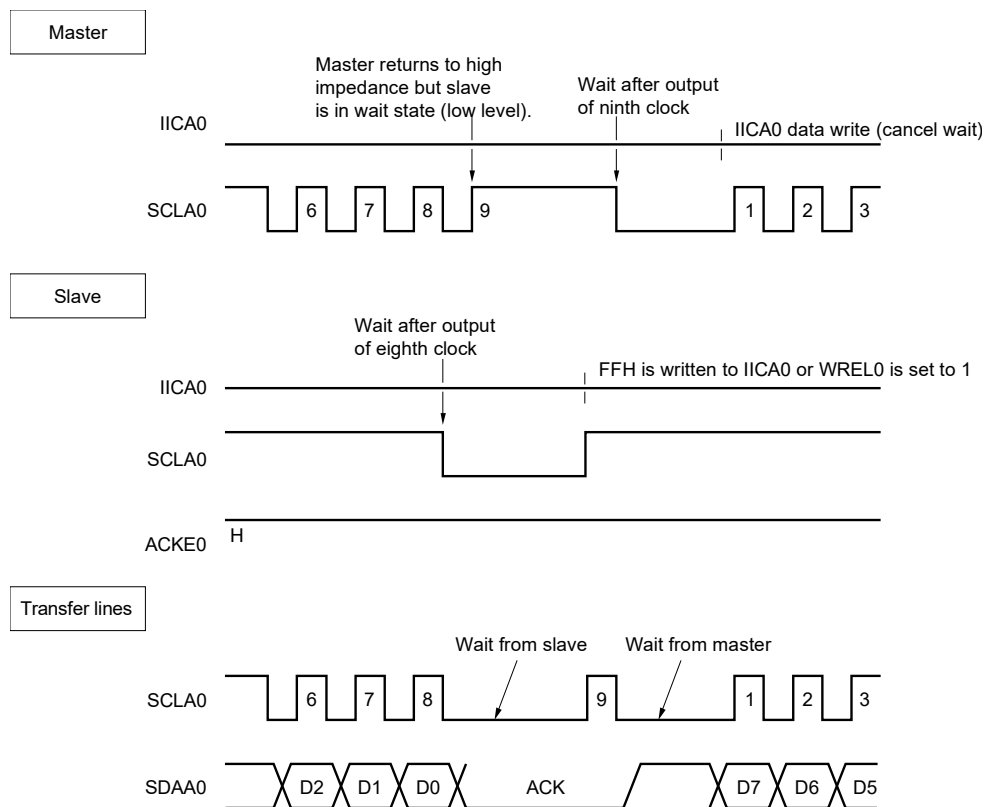 Master
Master returns to high
impedance but slave
is in wait state (low level).
Wait after output
of ninth clock
IICA0
IICA0 data write (cancel wait)
SCLA0
6 7 8 9 1 2 3
Slave
Wait after output
of eighth clock
IICA0
FFH is written to IICA0 or WREL0 is set to 1
SCLA0
ACKE0
H
Transfer lines
Wait from slave
Wait from master
SCLA0
6 7 8 9 1 2 3
SDAA0
D2 D1 D0 ACK D7 D6 D5